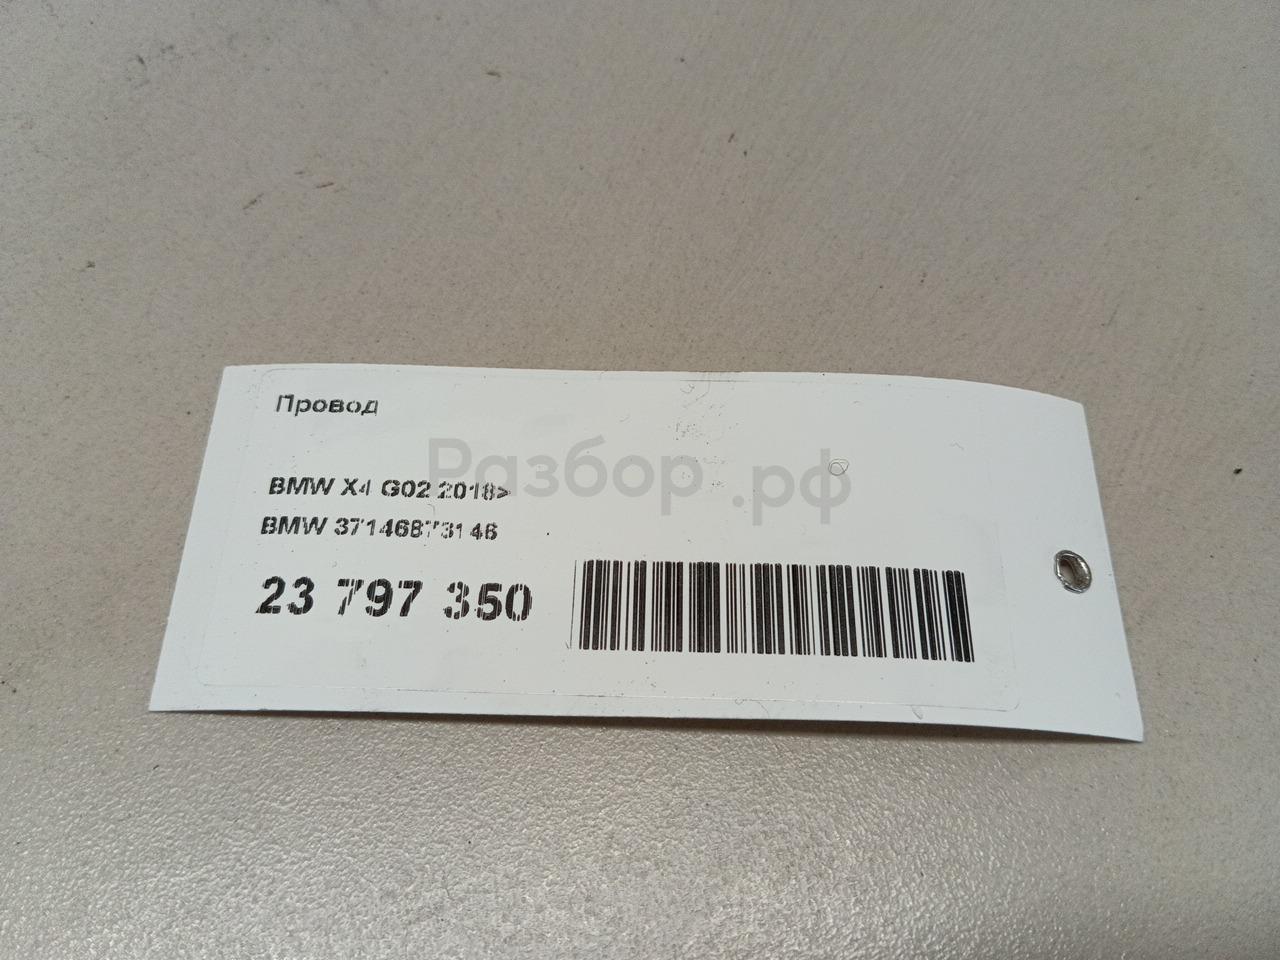 Провод
Разбор.рф
BMW X4 G02 2018>
BMW 37146873146
23 797 350